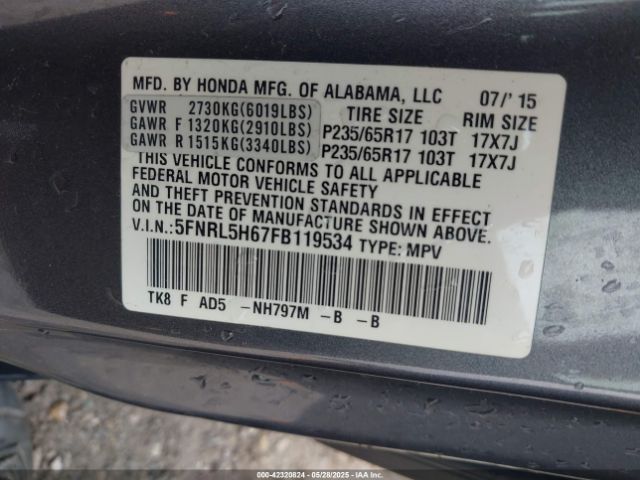 MFD. BY HONDA MFG. OF ALABAMA, LLC 07/'15
GVWR 2730KG(6019LBS) TIRE SIZE RIM SIZE
GAWR F 1320KG(2910LBS) P235/65R17 103T 17X7J
GAWR R 1515KG(3340LBS) P235/65R17 103T 17X7J
THIS VEHICLE CONFORMS TO ALL APPLICABLE
FEDERAL MOTOR VEHICLE SAFETY
AND THEFT PREVENTION STANDARDS IN EFFECT
ON THE DATE OF MANUFACTURE SHOWN ABOVE.
V.I.N.:5FNRL5H67FB119534 TYPE: MPV
TK8 F AD5 -NH797M -B -B
00-42320824 05/28/2025 IAAI.COM